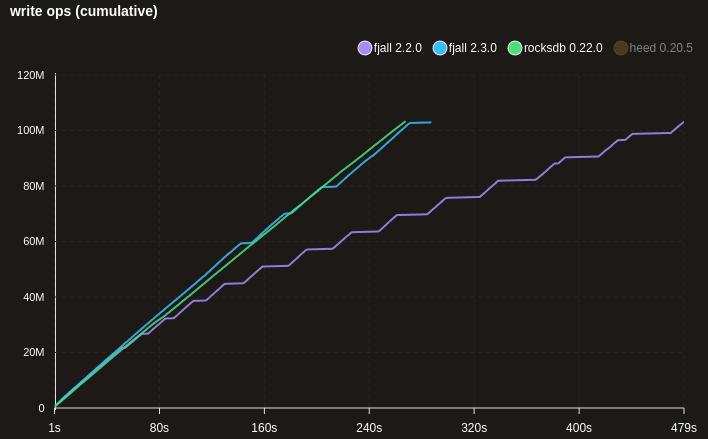 write ops (cumulative)
fjall 2.2.0 fjall 2.3.0 rocksdb 0.22.0 heed 0.20.5
120M
100M
80M
60M
40M
20M
0
1s 80s 160s 240s 320s 400s 479s